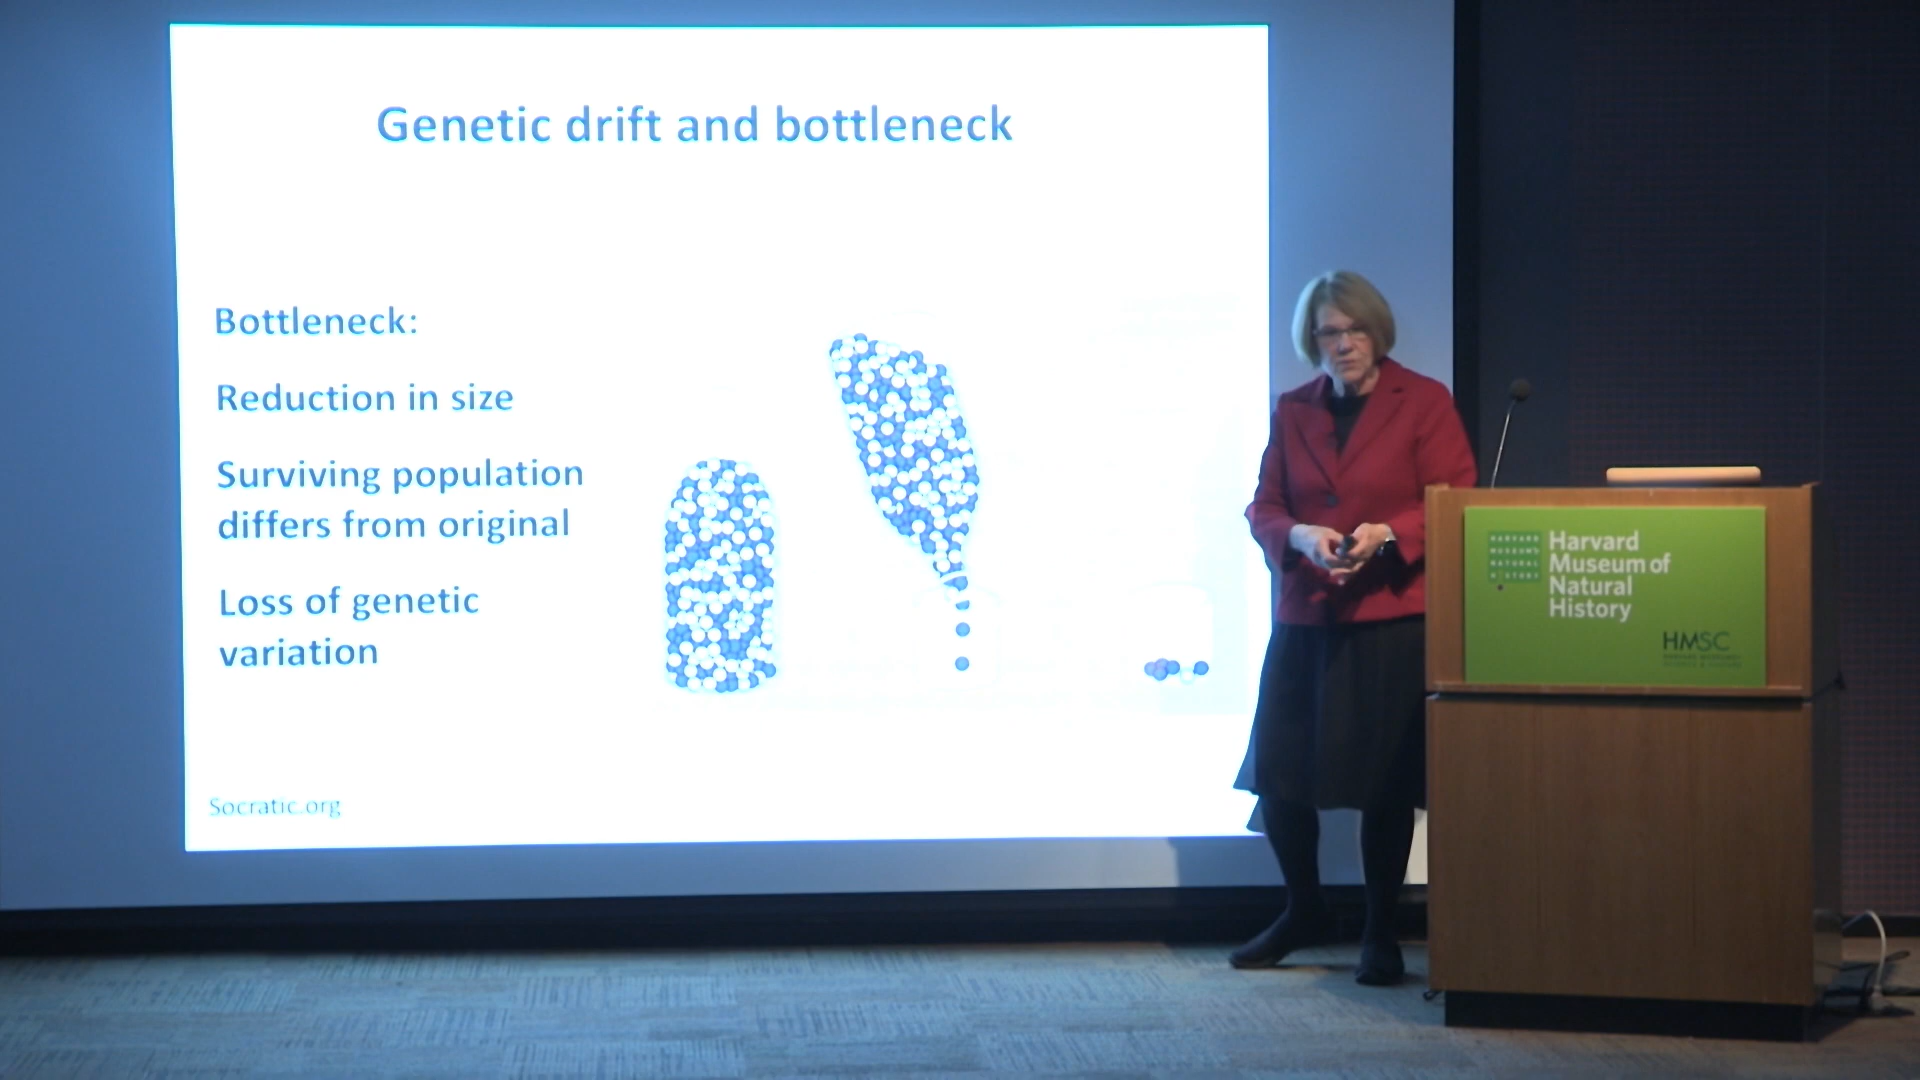 Genetic drift and bottleneck
Bottleneck:
Reduction in size
Surviving population
differs from original
Loss of genetic
variation
Socratic.org
Harvard
Museum of
Natural
History
HMSC